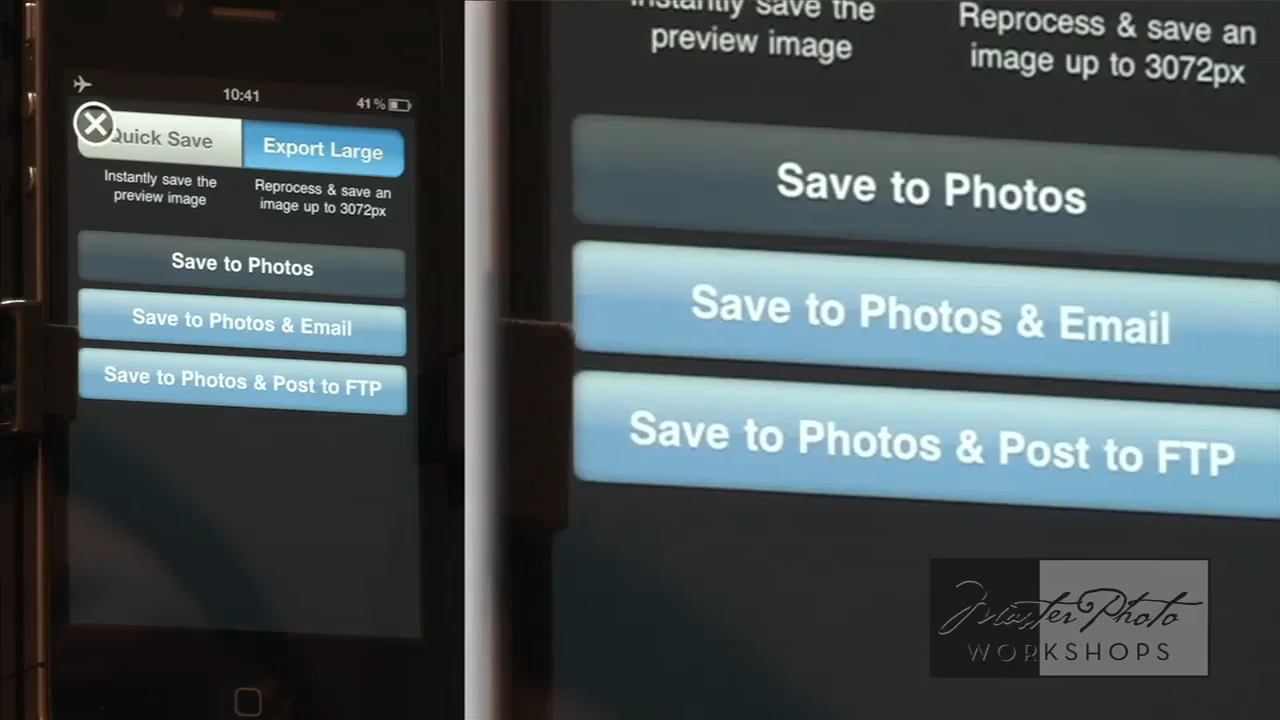 10:41
41%
Quick Save
Export Large
Instantly save the
preview image
Reprocess & save an
image up to 3072px
Save to Photos
Save to Photos & Email
Save to Photos & Post to FTP
Instantly save the
preview image
Reprocess & save an
image up to 3072px
Save to Photos
Save to Photos & Email
Save to Photos & Post to FTP
Master Photo
WORKSHOPS